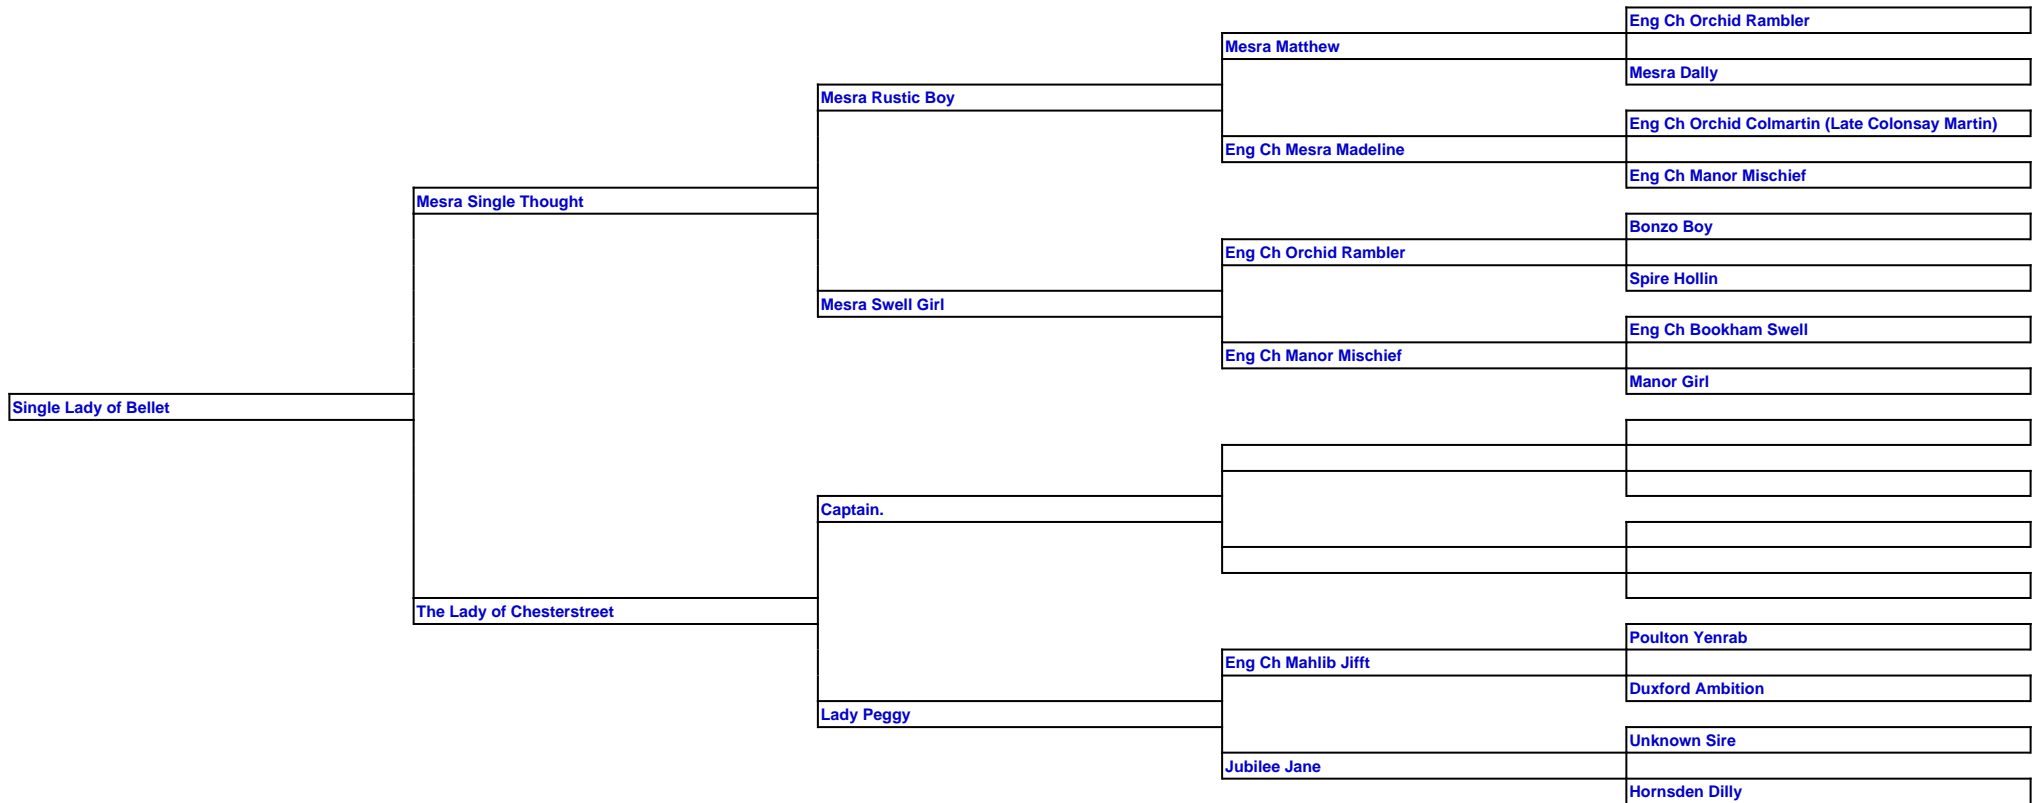 Eng Ch Orchid Rambler
Mesra Matthew
Mesra Dally
Mesra Rustic Boy
Eng Ch Orchid Colmartin (Late Colonsay Martin)
Eng Ch Mesra Madeline
Eng Ch Manor Mischief
Mesra Single Thought
Bonzo Boy
Eng Ch Orchid Rambler
Spire Hollin
Mesra Swell Girl
Eng Ch Bookham Swell
Eng Ch Manor Mischief
Manor Girl
Single Lady of Bellet
Captain.
The Lady of Chesterstreet
Poulton Yenrab
Eng Ch Mahlib Jifft
Duxford Ambition
Lady Peggy
Unknown Sire
Jubilee Jane
Hornsden Dilly